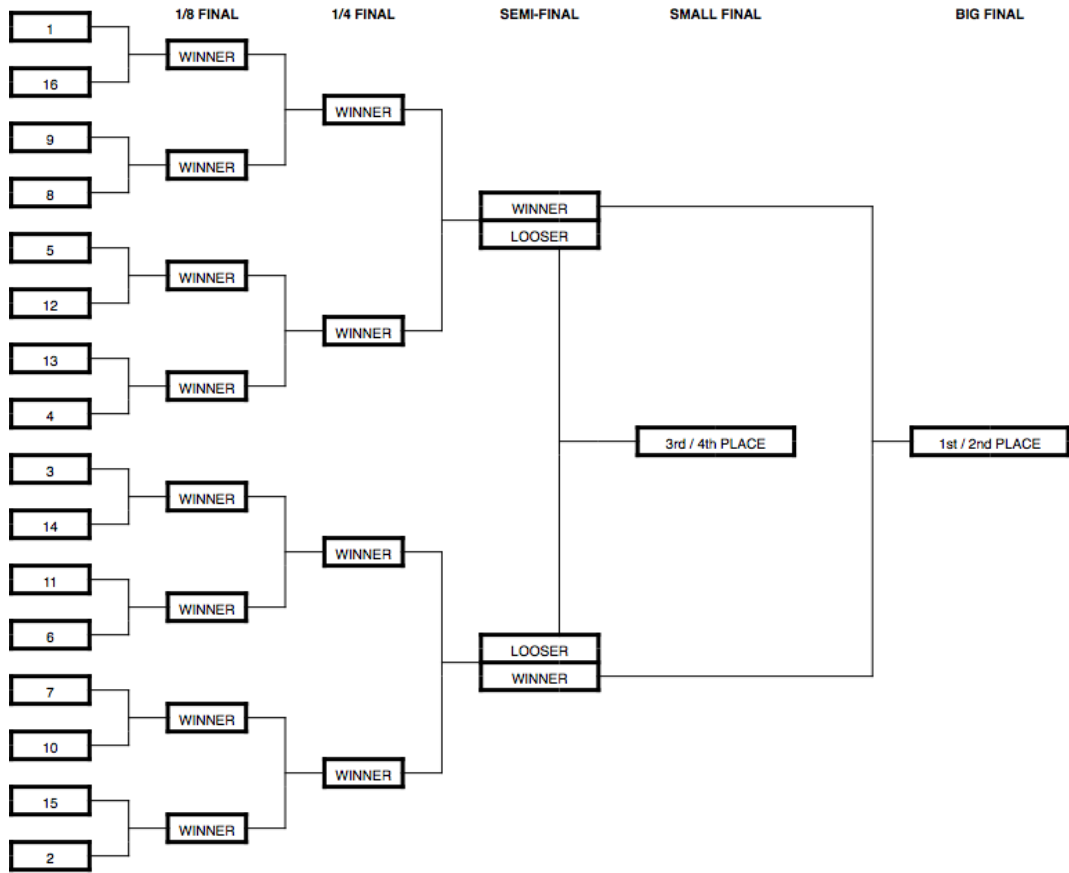 1/8 FINAL
1/4 FINAL
SEMI-FINAL
SMALL FINAL
BIG FINAL
1
16
9
8
5
12
13
4
3
14
11
6
7
10
15
2
WINNER
WINNER
WINNER
WINNER
WINNER
WINNER
WINNER
WINNER
WINNER
WINNER
WINNER
WINNER
WINNER
LOOSER
LOOSER
WINNER
3rd / 4th PLACE
1st / 2nd PLACE